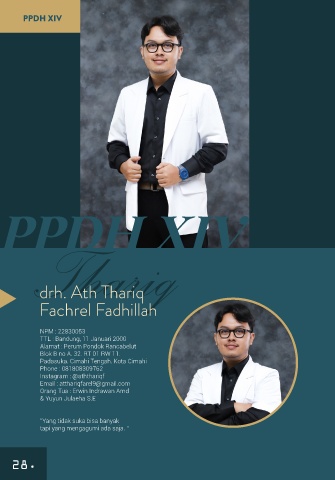 PPDH XIV
PPDH XIV
Thariq
drh. Ath Thariq
Fachrel Fadhillah
NPM : 22830053
TTL : Bandung, 11 Januari 2000
Alamat : Perum Pondok Rancabelut
Blok B no A. 32. RT 01 RW 11.
Padasuka. Cimahi Tengah. Kota Cimahi
Phone : 081808309762
Instagram : @aththariqf
Email : atthariqfarel9@gmail.com
Orang Tua : Erwin Indrawan Amd
& Yuyun Julaeha S.E
"Yang tidak suka bisa banyak
tapi yang mengagumi ada saja. "
28.